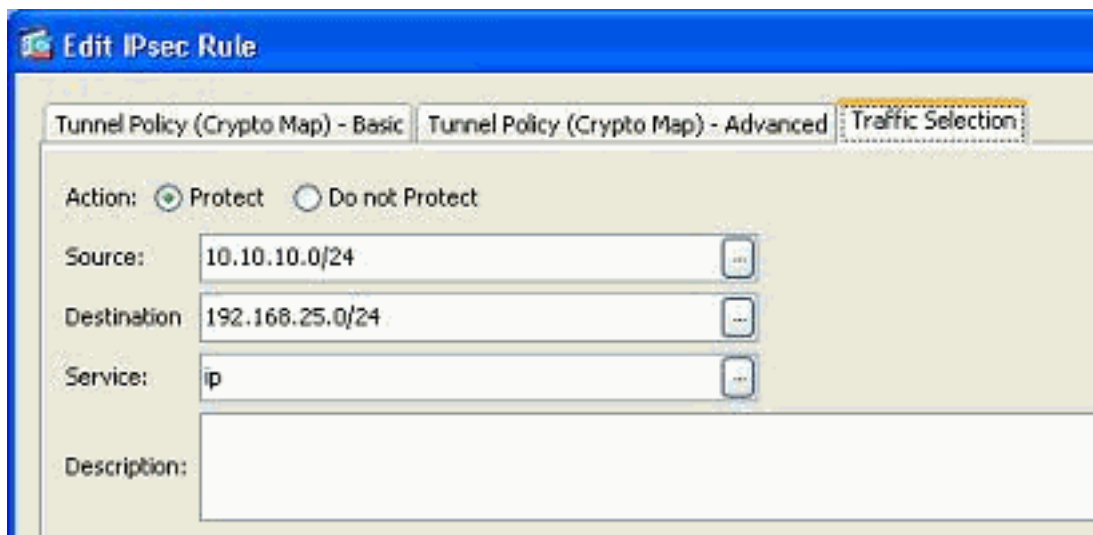 Edit IPsec Rule
Tunnel Policy (Crypto Map) - Basic Tunnel Policy (Crypto Map) - Advanced Traffic Selection
Action: Protect Do not Protect
Source: 10.10.10.0/24 ...
Destination 192.168.25.0/24 ...
Service: ip ...
Description: